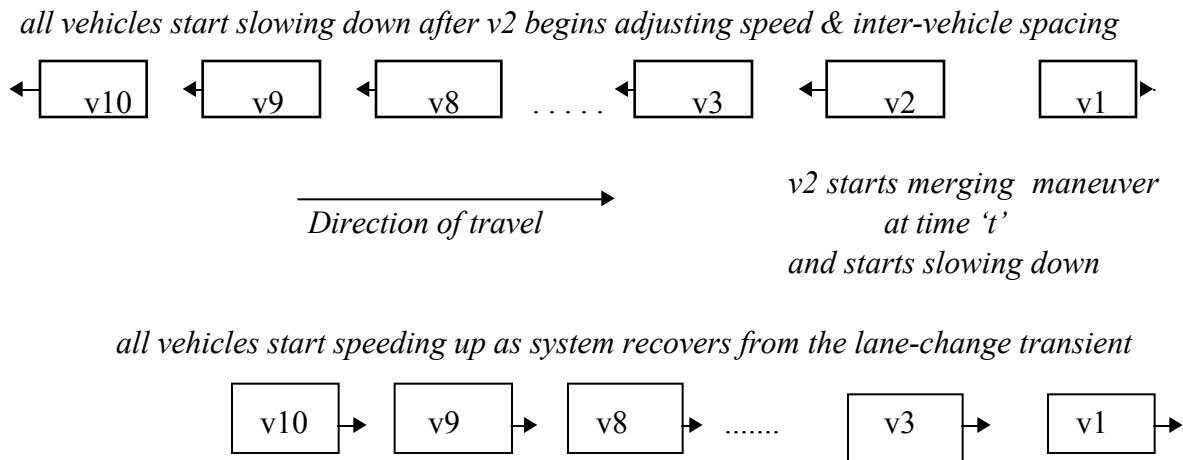 all vehicles start slowing down after v2 begins adjusting speed & inter-vehicle spacing
v10 v9 v8 ..... v3 v2 v1
v2 starts merging maneuver
Direction of travel at time ‘t’
and starts slowing down
all vehicles start speeding up as system recovers from the lane-change transient
v10 v9 v8 ....... v3 v1